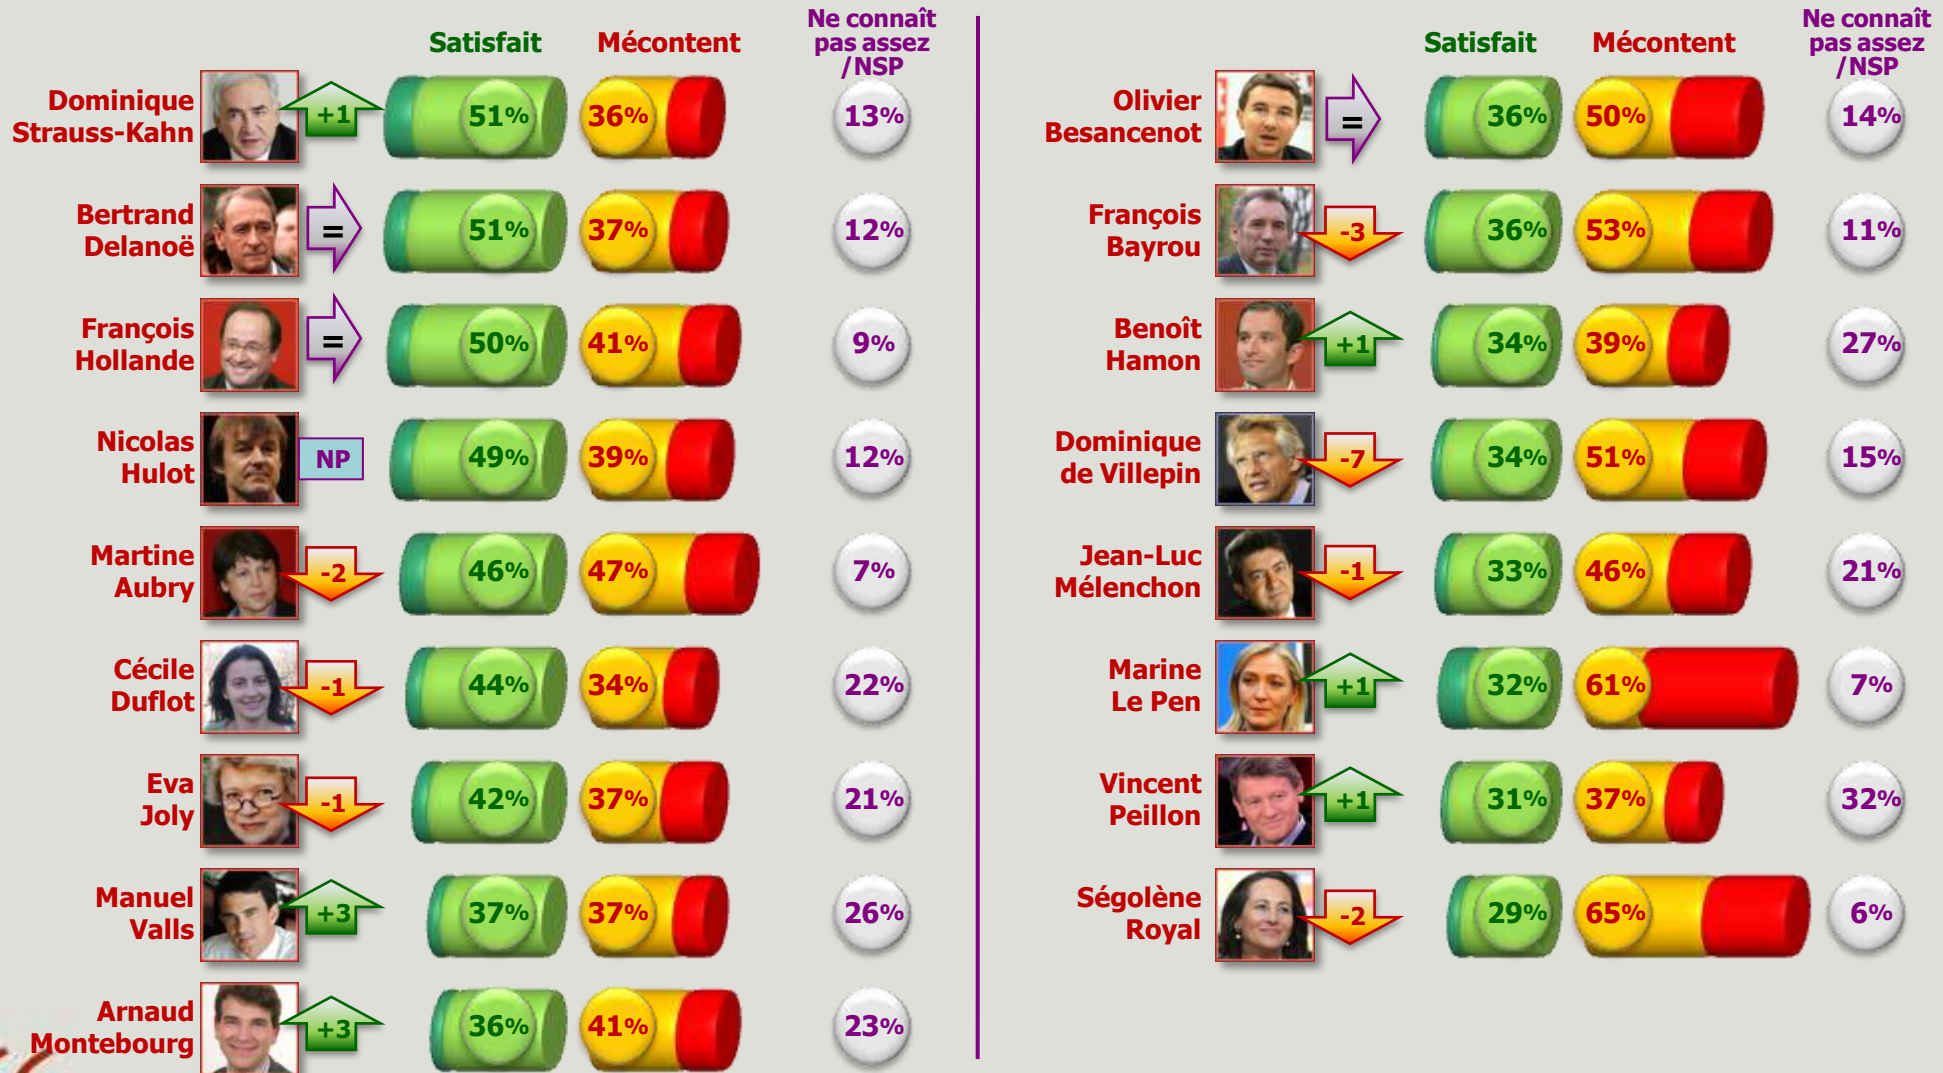 Satisfait Mécontent Ne connaît
pas assez
/NSP
Dominique
Strauss-Kahn +1 51% 36% 13%
Bertrand
Delanoë = 51% 37% 12%
François
Hollande = 50% 41% 9%
Nicolas
Hulot NP 49% 39% 12%
Martine
Aubry -2 46% 47% 7%
Cécile
Duflot -1 44% 34% 22%
Eva
Joly -1 42% 37% 21%
Manuel
Valls +3 37% 37% 26%
Arnaud
Montebourg +3 36% 41% 23%
Satisfait Mécontent Ne connaît
pas assez
/NSP
Olivier
Besancenot = 36% 50% 14%
François
Bayrou -3 36% 53% 11%
Benoît
Hamon +1 34% 39% 27%
Dominique
de Villepin -7 34% 51% 15%
Jean-Luc
Mélenchon -1 33% 46% 21%
Marine
Le Pen +1 32% 61% 7%
Vincent
Peillon +1 31% 37% 32%
Ségolène
Royal -2 29% 65% 6%